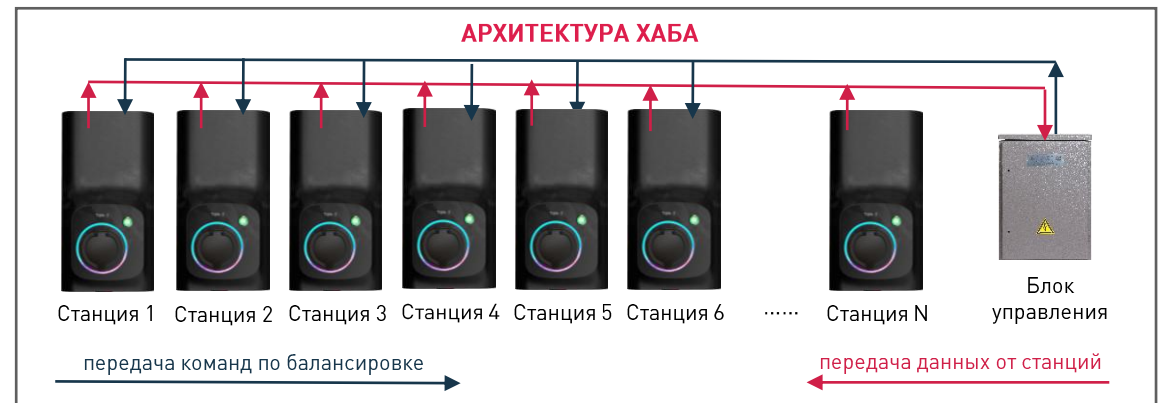 АРХИТЕКТУРА ХАБА
Станция 1
Станция 2
Станция 3
Станция 4
Станция 5
Станция 6
......
Станция N
Блок
управления
передача команд по балансировке
передача данных от станций